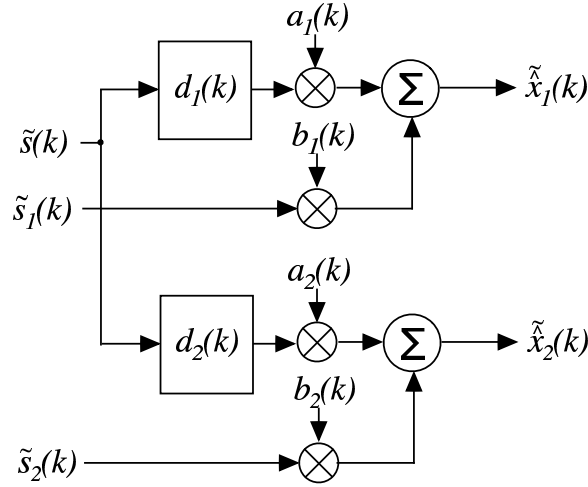 a₁(k)
d₁(k)
Σ
x̃̂₁(k)
s̃(k)
b₁(k)
s̃₁(k)
a₂(k)
d₂(k)
Σ
x̃̂₂(k)
b₂(k)
s̃₂(k)